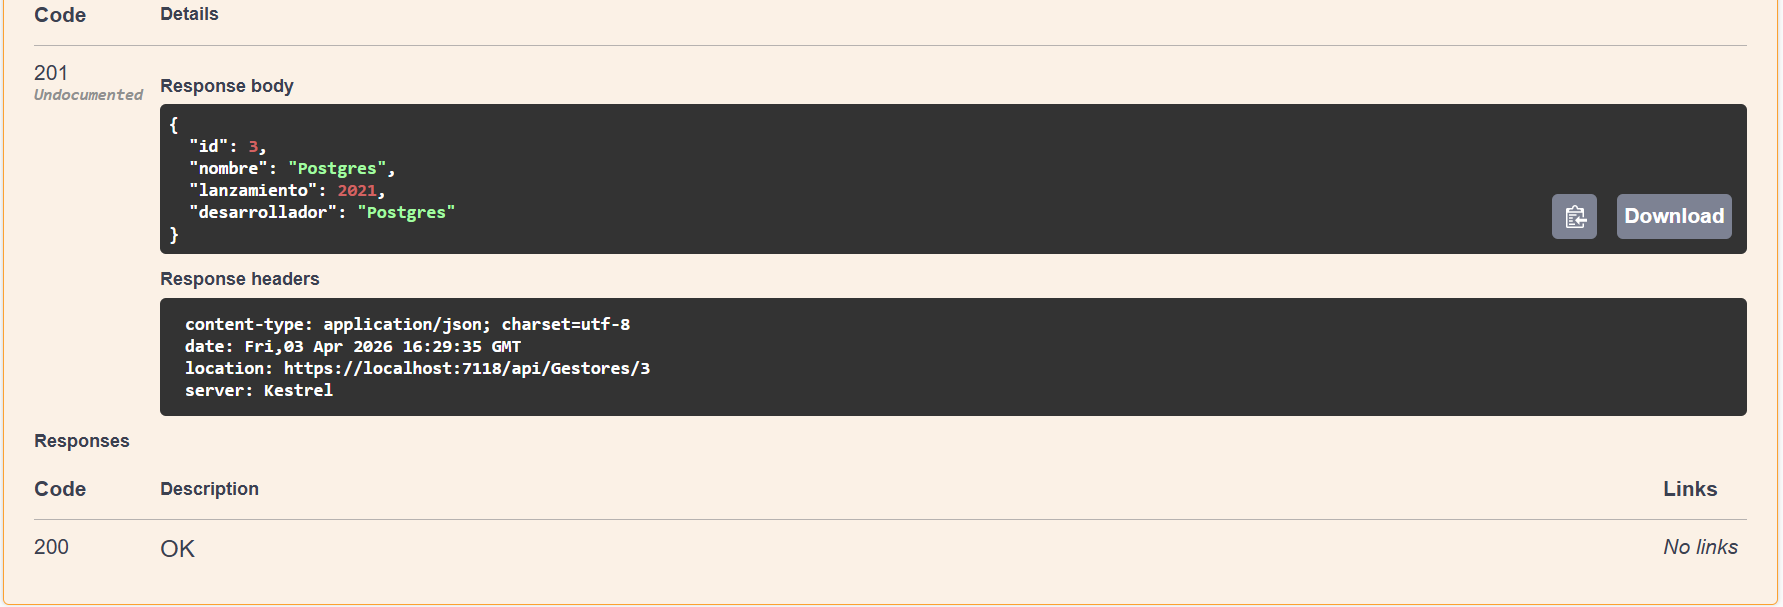 Code Details
201
Undocumented
Response body
{
  "id": 3,
  "nombre": "Postgres",
  "lanzamiento": 2021,
  "desarrollador": "Postgres"
}
Download
Response headers
content-type: application/json; charset=utf-8
date: Fri,03 Apr 2026 16:29:35 GMT
location: https://localhost:7118/api/Gestores/3
server: Kestrel
Responses
Code Description Links
200 OK No links